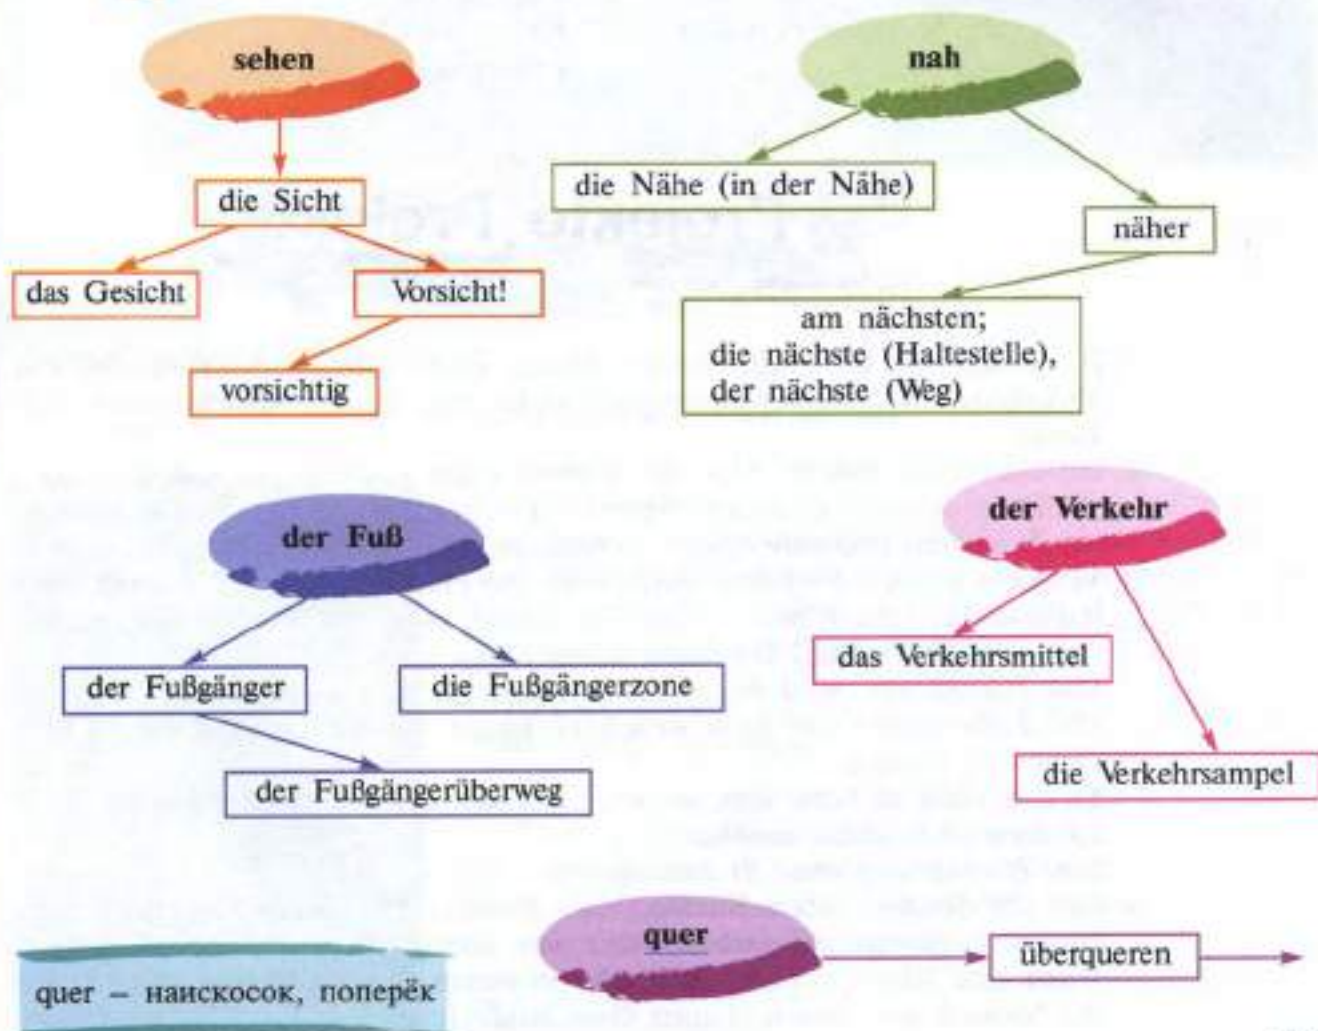 sehen
nah
die Sicht
die Nähe (in der Nähe)
näher
das Gesicht
Vorsicht!
am nächsten;
die nächste (Haltestelle),
der nächste (Weg)
vorsichtig
der Fuß
der Verkehr
das Verkehrsmittel
der Fußgänger
die Fußgängerzone
die Verkehrsampel
der Fußgängerüberweg
quer
überqueren
quer – наискосок, поперёк